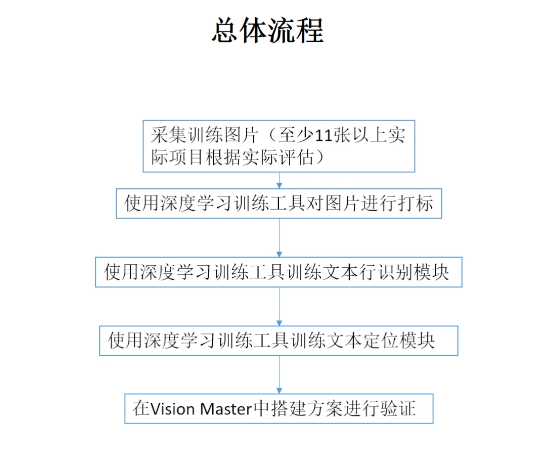 总体流程
采集训练图片（至少11张以上实
际项目根据实际评估）
使用深度学习训练工具对图片进行打标
使用深度学习训练工具训练文本行识别模块
使用深度学习训练工具训练文本定位模块
在Vision Master中搭建方案进行验证